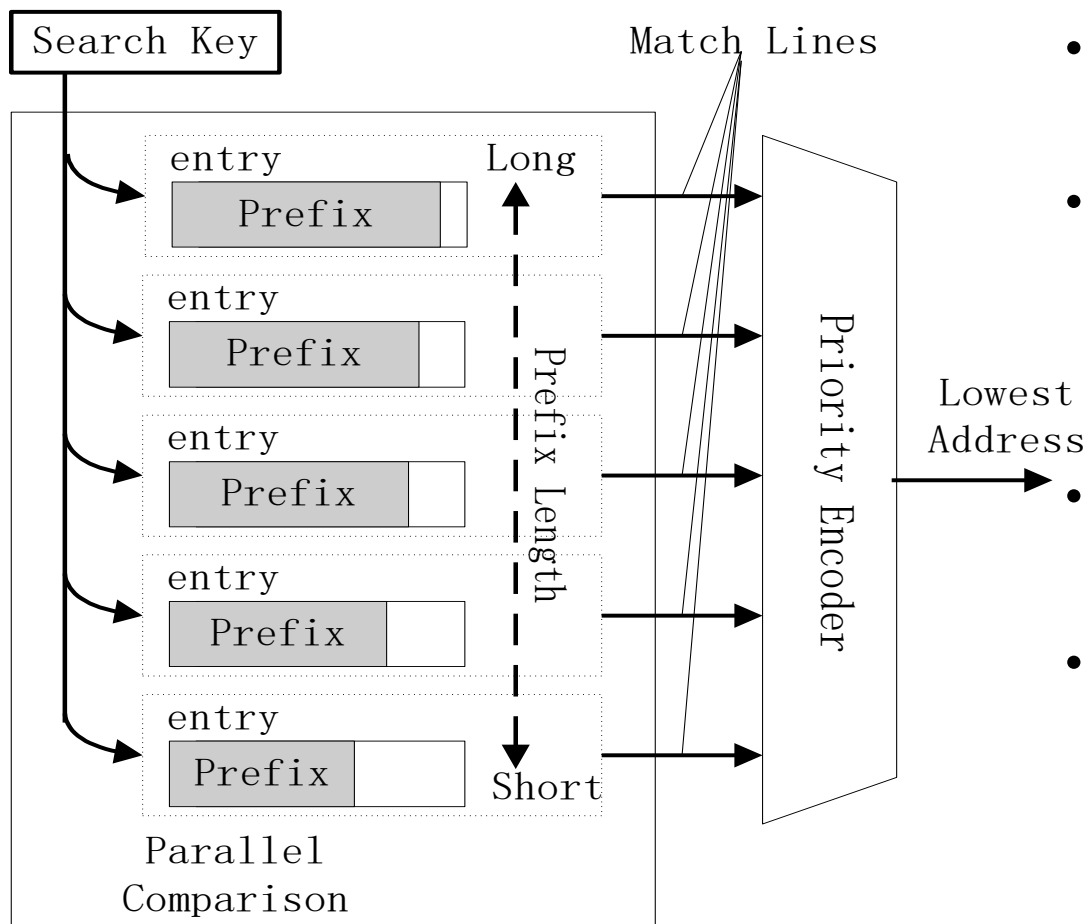 Search Key
Match Lines
entry
Long
Prefix
entry
Prefix
entry
Prefix
entry
Prefix
entry
Prefix
Short
Prefix Length
Priority Encoder
Lowest
Address
Parallel
Comparison
•
•
•
•